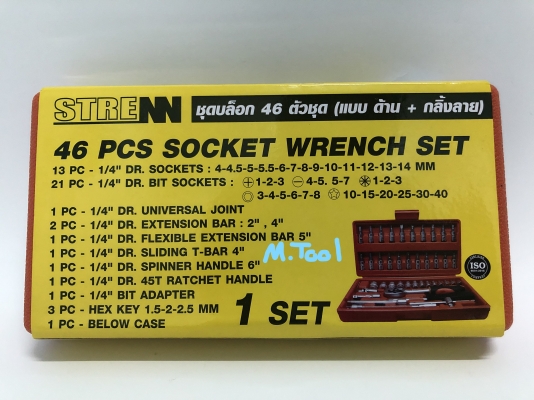 STRENN ชุดบล็อก 46 ตัวชุด (แบบ ด้าน + กลิ้งลาย)
46 PCS SOCKET WRENCH SET
13 PC - 1/4" DR. SOCKETS : 4-4.5-5-5.5-6-7-8-9-10-11-12-13-14 MM
21 PC - 1/4" DR. BIT SOCKETS : 1-2-3 4-5. 5-7 1-2-3
3-4-5-6-7-8 10-15-20-25-30-40
1 PC - 1/4" DR. UNIVERSAL JOINT
2 PC - 1/4" DR. EXTENSION BAR : 2" , 4"
1 PC - 1/4" DR. FLEXIBLE EXTENSION BAR 5"
1 PC - 1/4" DR. SLIDING T-BAR 4"
M.Tool
1 PC - 1/4" DR. SPINNER HANDLE 6"
1 PC - 1/4" DR. 45T RATCHET HANDLE
1 PC - 1/4" BIT ADAPTER
3 PC - HEX KEY 1.5-2-2.5 MM
1 PC - BELOW CASE
1 SET
ISO